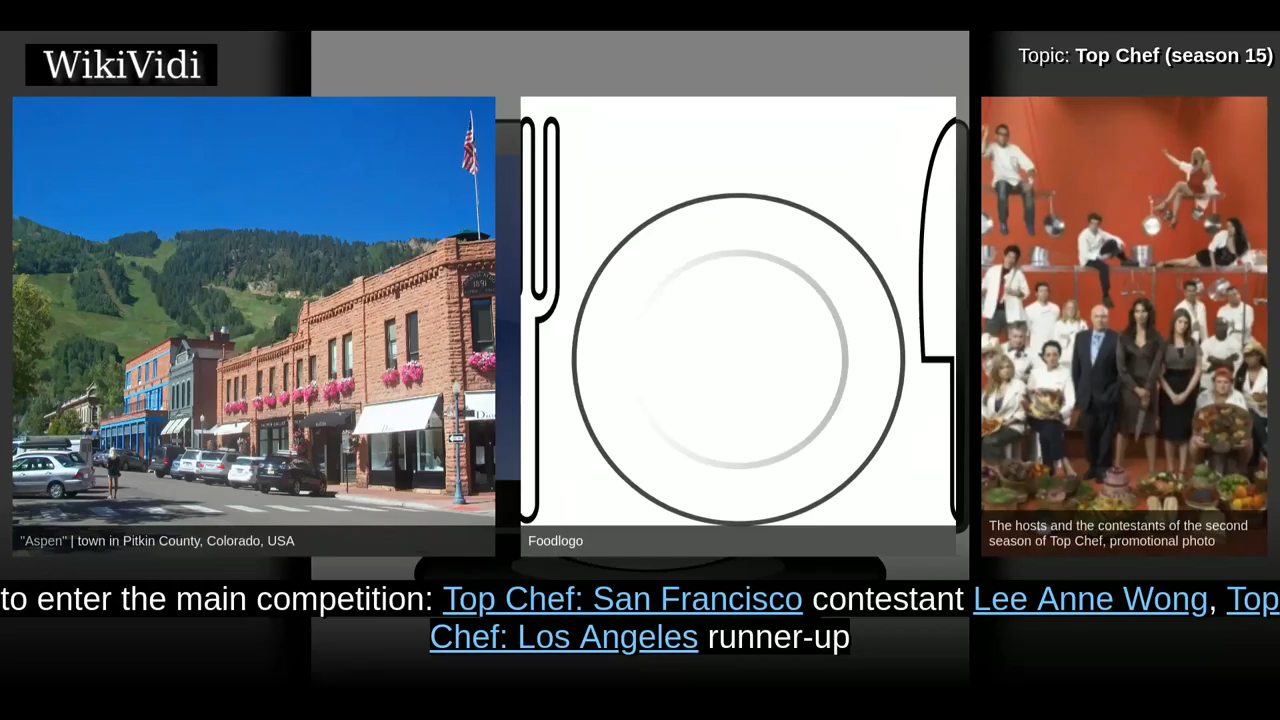 WikiVidi
Topic: Top Chef (season 15)
1891
"Aspen" | town in Pitkin County, Colorado, USA
Foodlogo
The hosts and the contestants of the second
season of Top Chef, promotional photo
to enter the main competition: Top Chef: San Francisco contestant Lee Anne Wong, Top
Chef: Los Angeles runner-up